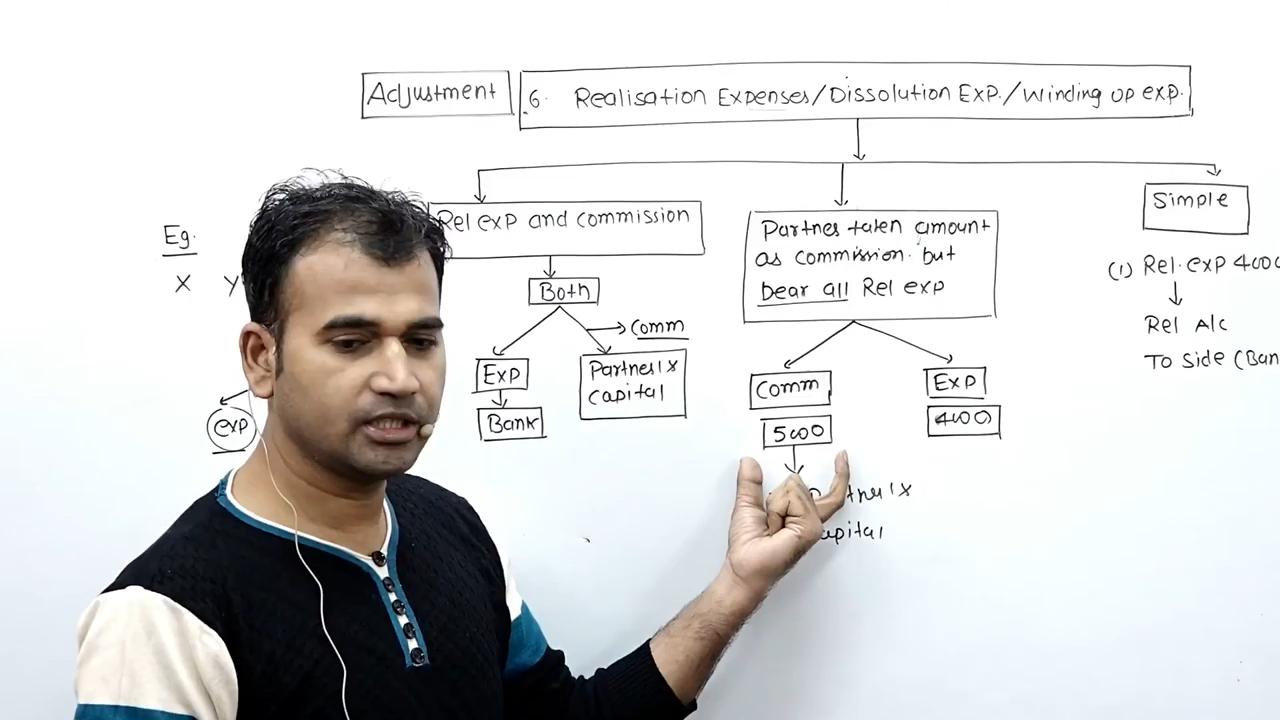 Adjustment
6. Realisation Expenses/Dissolution Exp./Winding up exp.
Eg.
X Y
exp
Rel exp and commission
Both
Comm
Exp
Bank
Partner's
capital
Partner taken amount
as commission. but
bear all Rel exp
Comm
5000
Partner's
capital
Exp
4000
Simple
(1) Rel. exp 4000
Rel A/c
To side (Ban